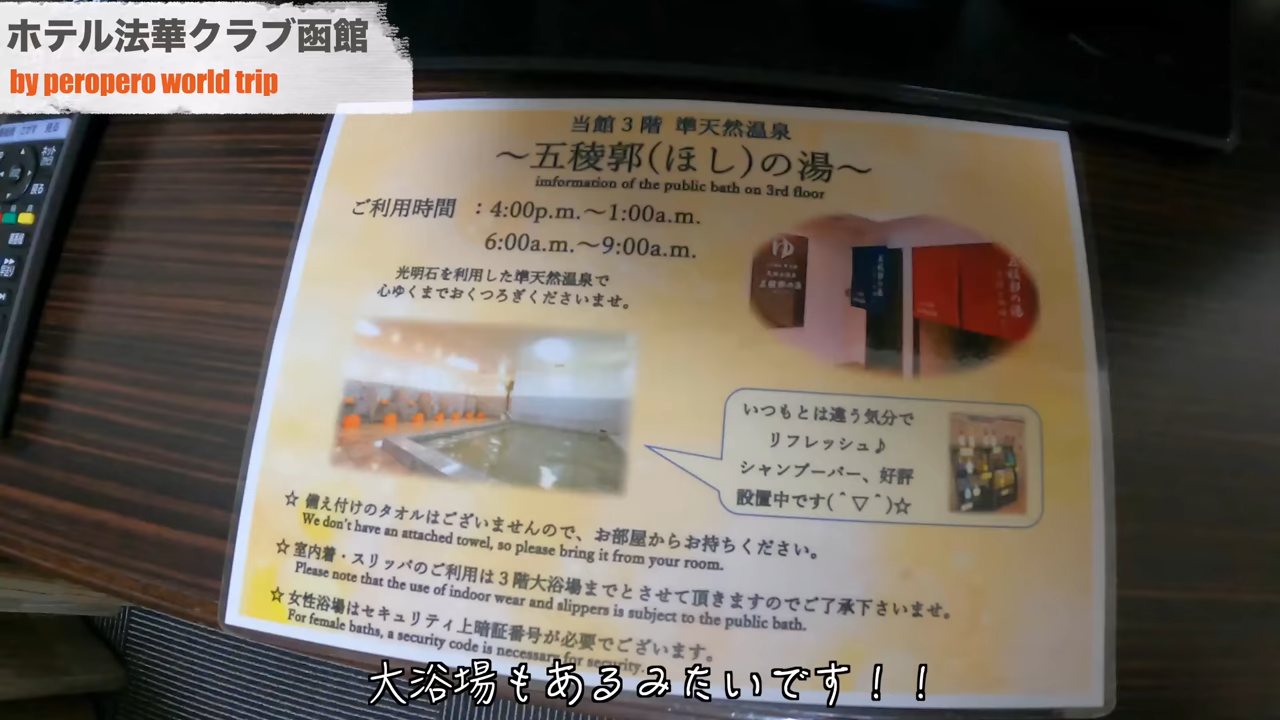 ホテル法華クラブ函館
by peropero world trip
当館3階 準天然温泉
～五稜郭(ほし)の湯～
imformation of the public bath on 3rd floor
ご利用時間 ：4:00p.m.～1:00a.m.
6:00a.m.～9:00a.m.
光明石を利用した準天然温泉で
心ゆくまでおくつろぎくださいませ。
ゆ
いつもとは違う気分で
リフレッシュ♪
シャンプーバー、好評
設置中です(＾▽＾)☆
☆ 備え付けのタオルはございませんので、お部屋からお持ちください。
We don't have an attached towel, so please bring it from your room.
☆ 室内着・スリッパのご利用は3階大浴場までとさせて頂きますのでご了承下さいませ。
Please note that the use of indoor wear and slippers is subject to the public bath.
☆ 女性浴場はセキュリティ上暗証番号が必要でございます。
For female baths, a security code is necessary for security.
大浴場もあるみたいです！！